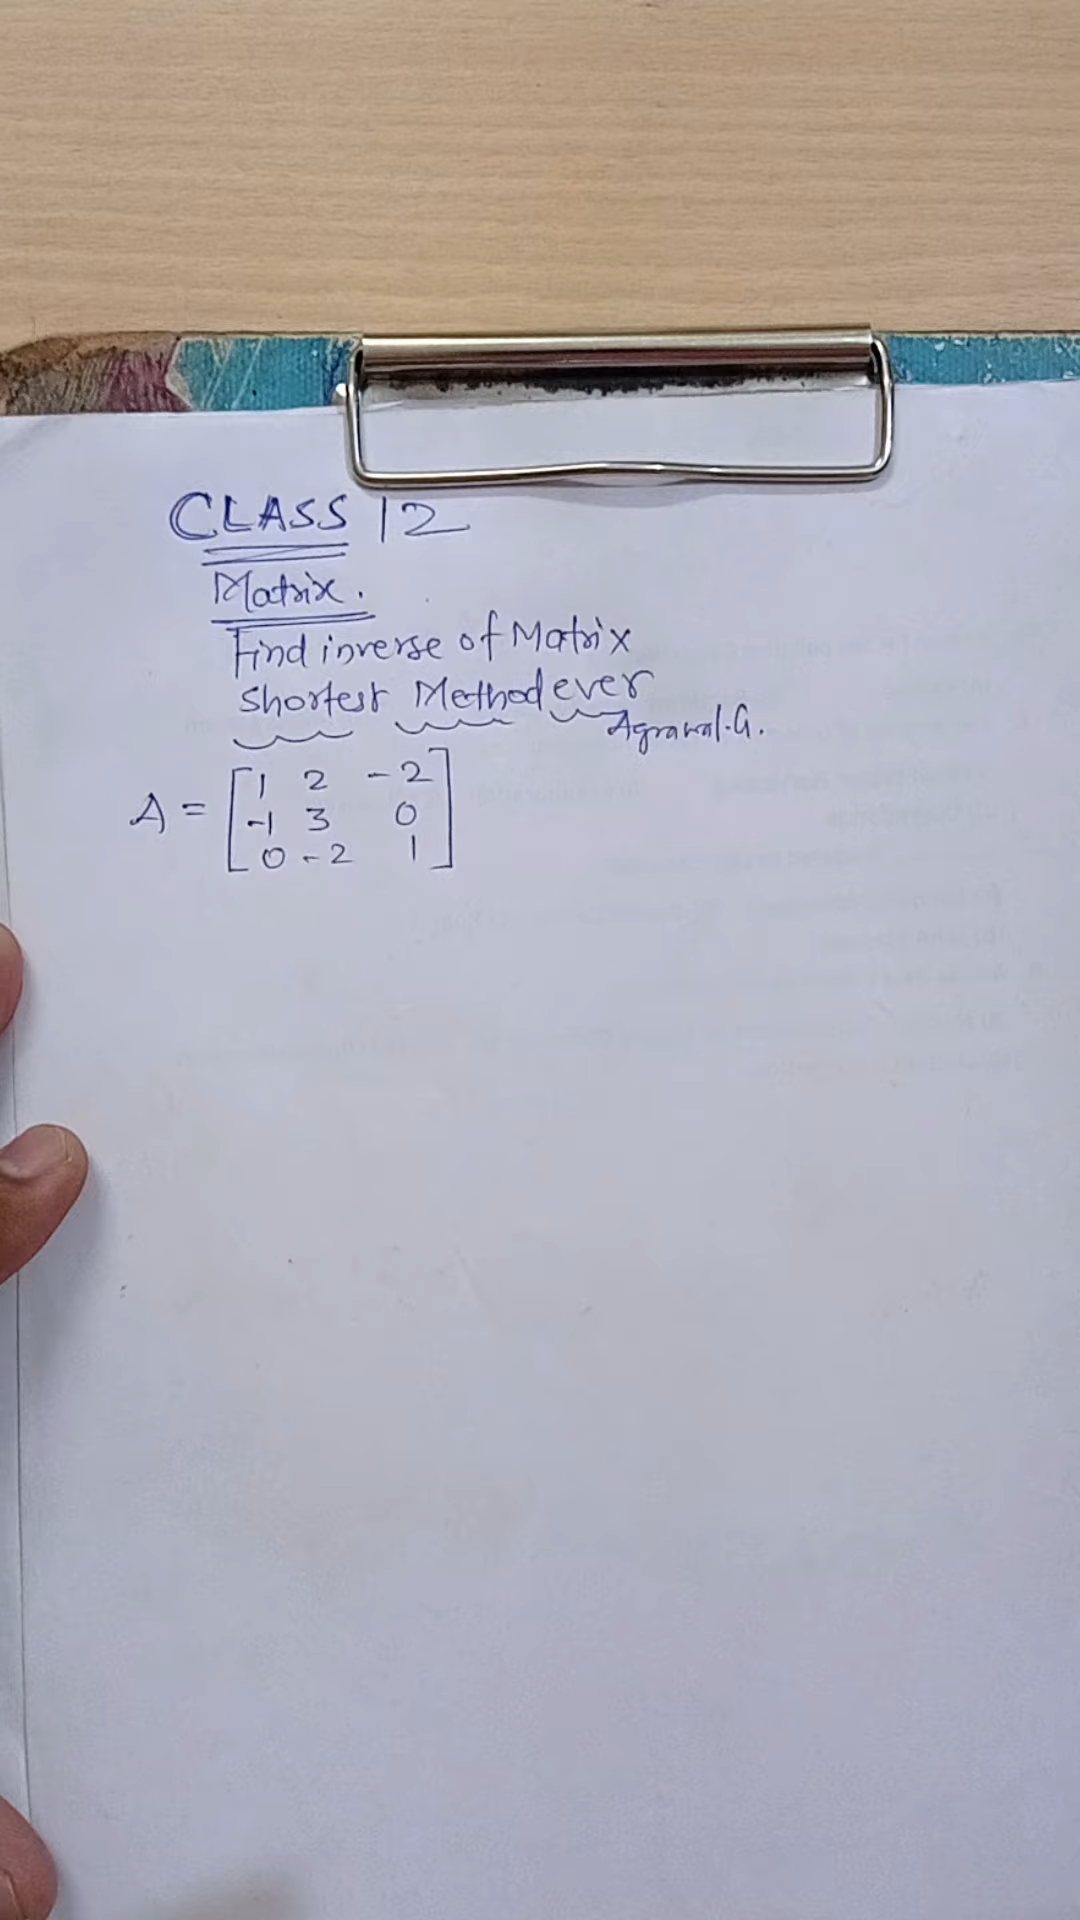 CLASS 12
Matrix.
Find inverse of Matrix
shortest Method ever
Agrawal.G.
A = [1 2 -2
-1 3 0
0 -2 1]